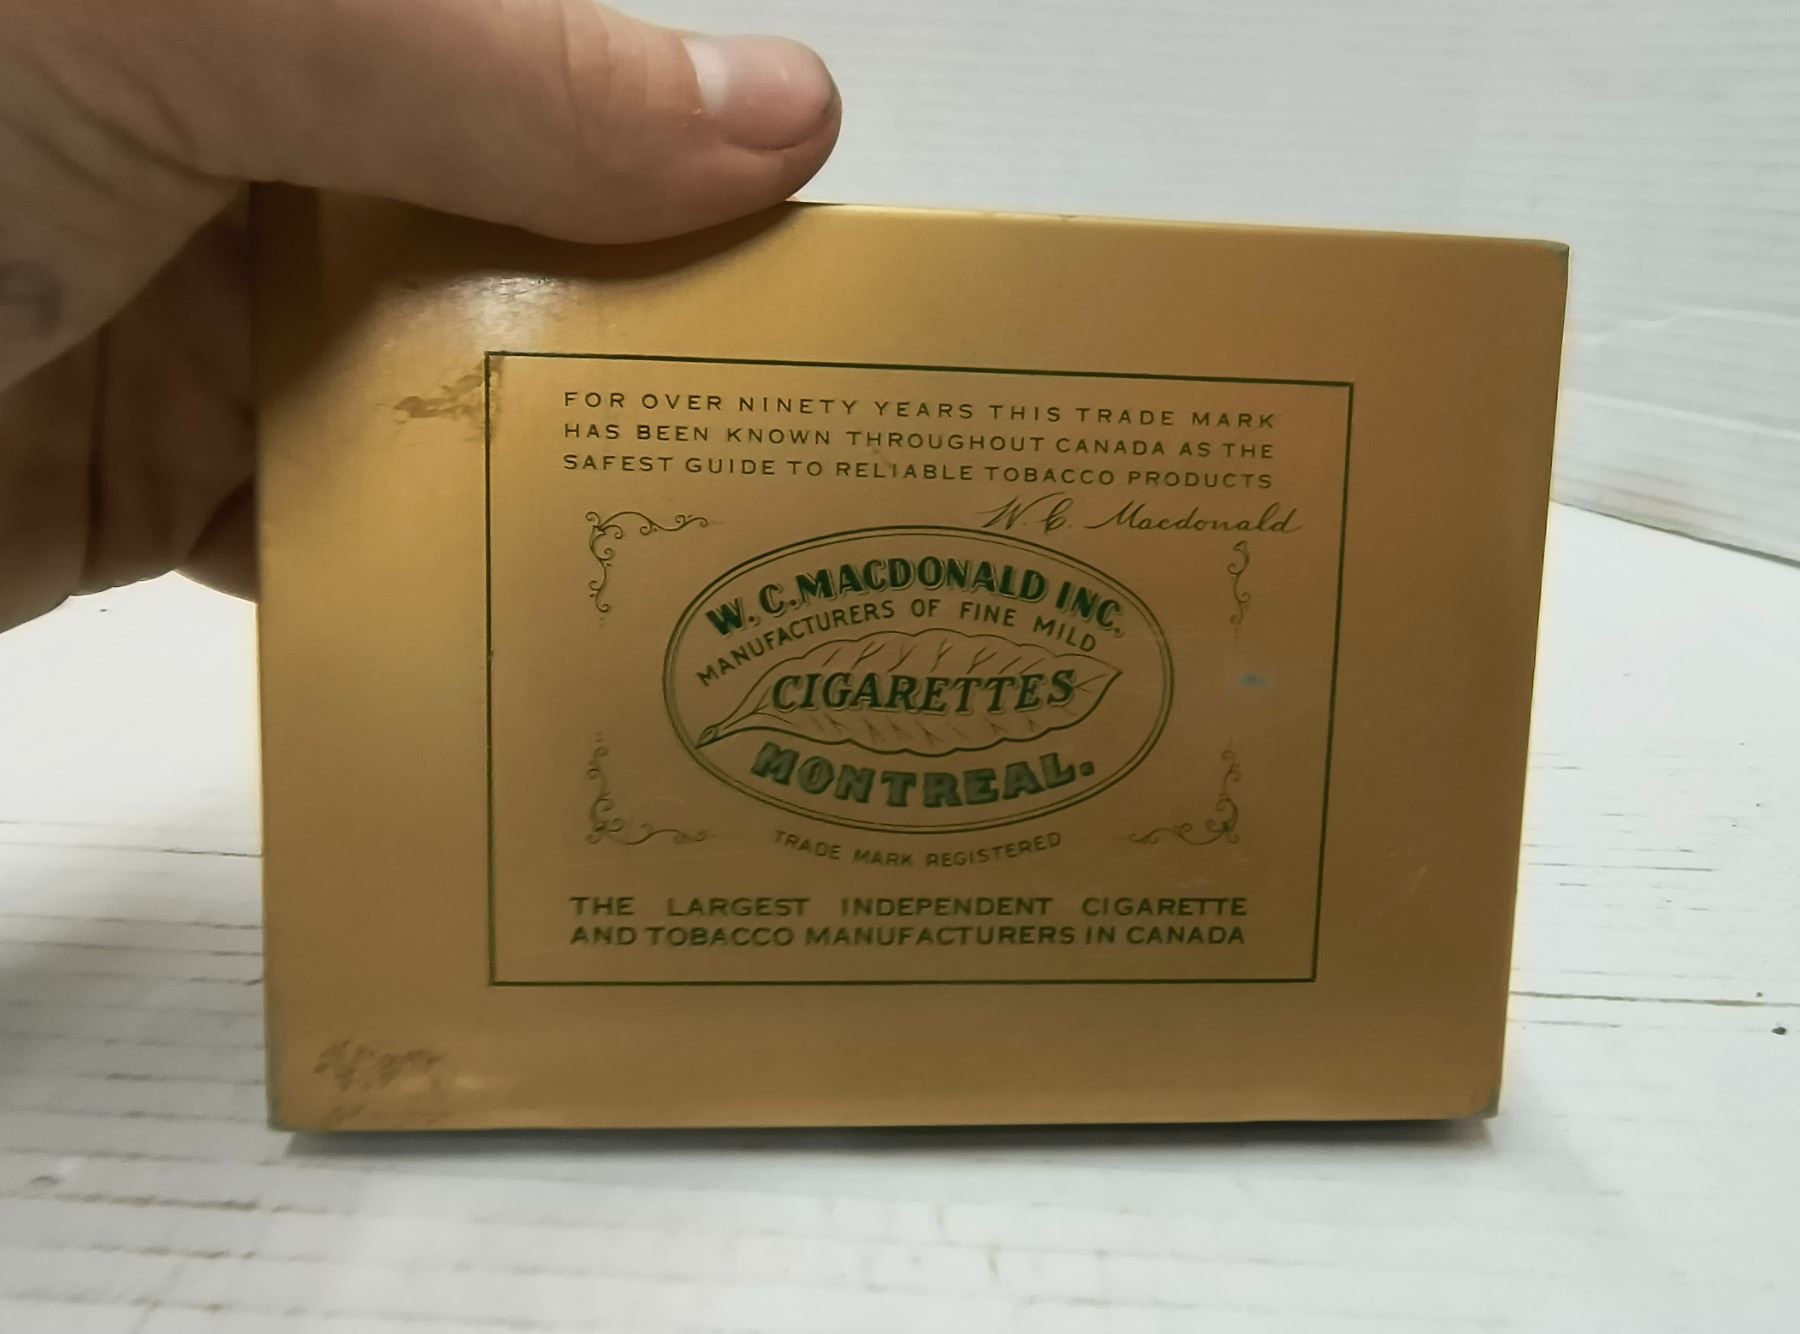 FOR OVER NINETY YEARS THIS TRADE MARK
HAS BEEN KNOWN THROUGHOUT CANADA AS THE
SAFEST GUIDE TO RELIABLE TOBACCO PRODUCTS
W. C. Macdonald
W. C. MACDONALD INC.
MANUFACTURERS OF FINE MILD
CIGARETTES
MONTREAL.
TRADE MARK REGISTERED
THE LARGEST INDEPENDENT CIGARETTE
AND TOBACCO MANUFACTURERS IN CANADA